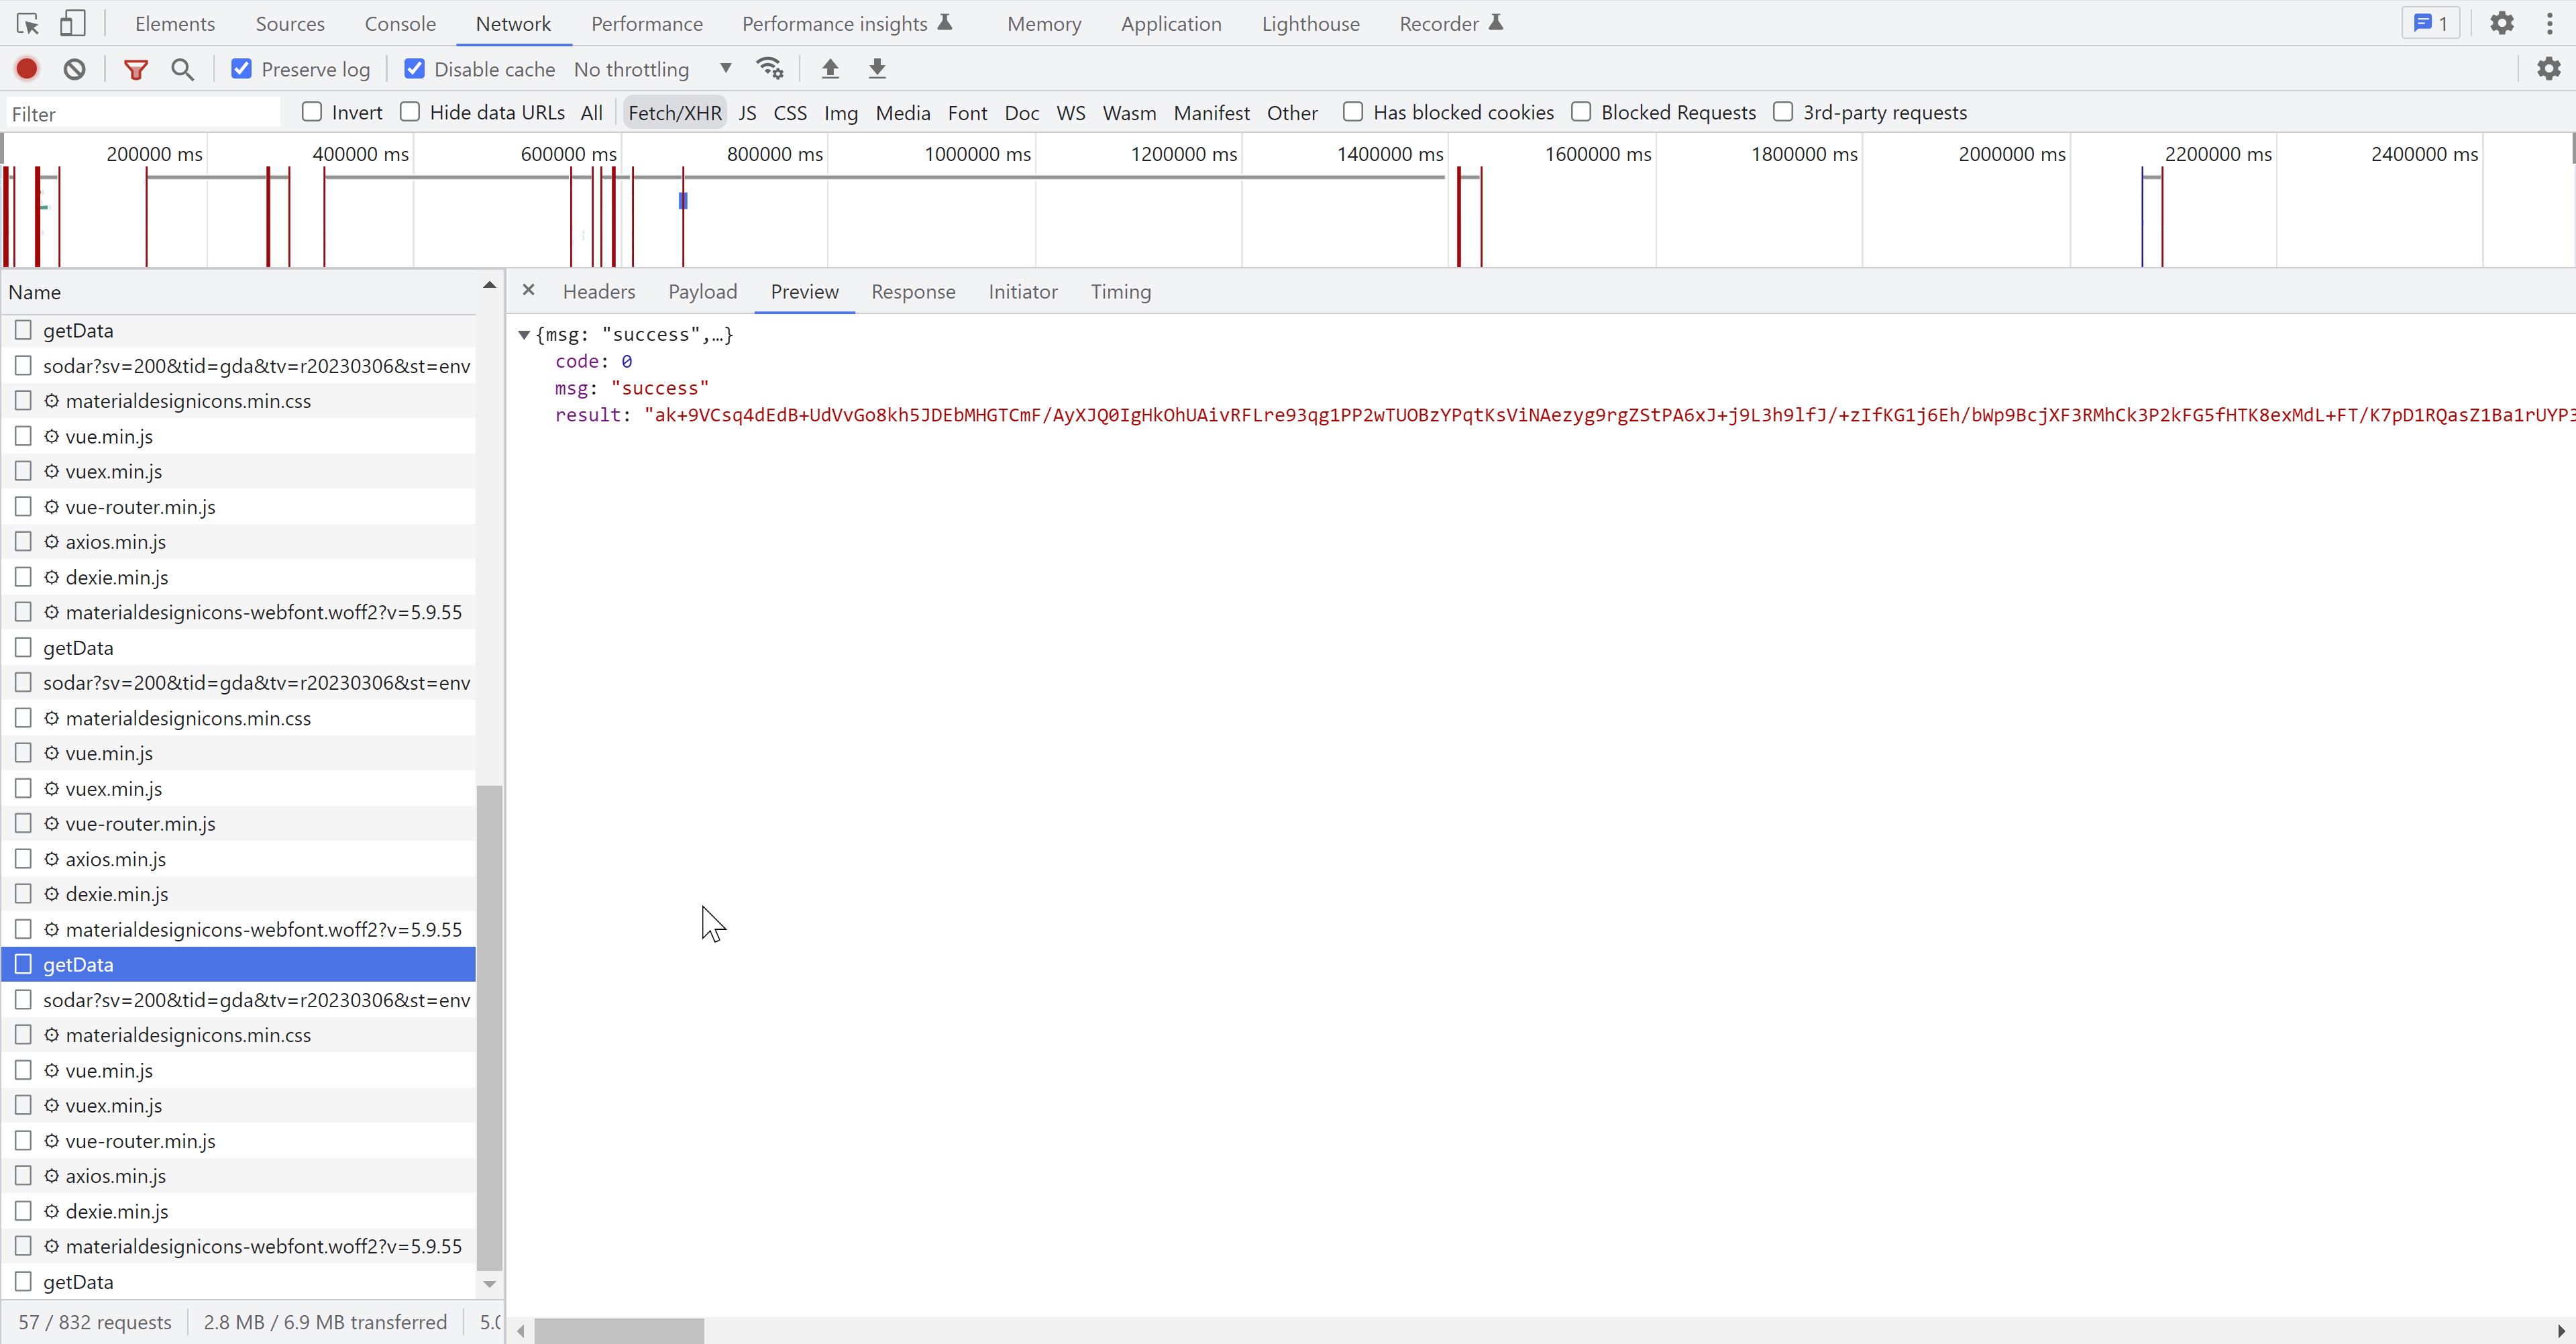 Elements Sources Console Network Performance Performance insights Memory Application Lighthouse Recorder 1
Preserve log Disable cache No throttling
Filter Invert Hide data URLs All Fetch/XHR JS CSS Img Media Font Doc WS Wasm Manifest Other Has blocked cookies Blocked Requests 3rd-party requests
200000 ms 400000 ms 600000 ms 800000 ms 1000000 ms 1200000 ms 1400000 ms 1600000 ms 1800000 ms 2000000 ms 2200000 ms 2400000 ms
Name
Headers Payload Preview Response Initiator Timing
getData
sodar?sv=200&tid=gda&tv=r20230306&st=env
materialdesignicons.min.css
vue.min.js
vuex.min.js
vue-router.min.js
axios.min.js
dexie.min.js
materialdesignicons-webfont.woff2?v=5.9.55
getData
sodar?sv=200&tid=gda&tv=r20230306&st=env
materialdesignicons.min.css
vue.min.js
vuex.min.js
vue-router.min.js
axios.min.js
dexie.min.js
materialdesignicons-webfont.woff2?v=5.9.55
getData
sodar?sv=200&tid=gda&tv=r20230306&st=env
materialdesignicons.min.css
vue.min.js
vuex.min.js
vue-router.min.js
axios.min.js
dexie.min.js
materialdesignicons-webfont.woff2?v=5.9.55
getData
{msg: "success",…}
code: 0
msg: "success"
result: "ak+9VCsq4dEdB+UdVvGo8kh5JDEbMHGTCmF/AyXJQ0IgHkOhUAivRFLre93qg1PP2wTUOBzYPqtKsViNAezyg9rgZStPA6xJ+j9L3h9lfJ/+zIfKG1j6Eh/bWp9BcjXF3RMhCk3P2kFG5fHTK8exMdL+FT/K7pD1RQasZ1Ba1rUYP3
57 / 832 requests 2.8 MB / 6.9 MB transferred